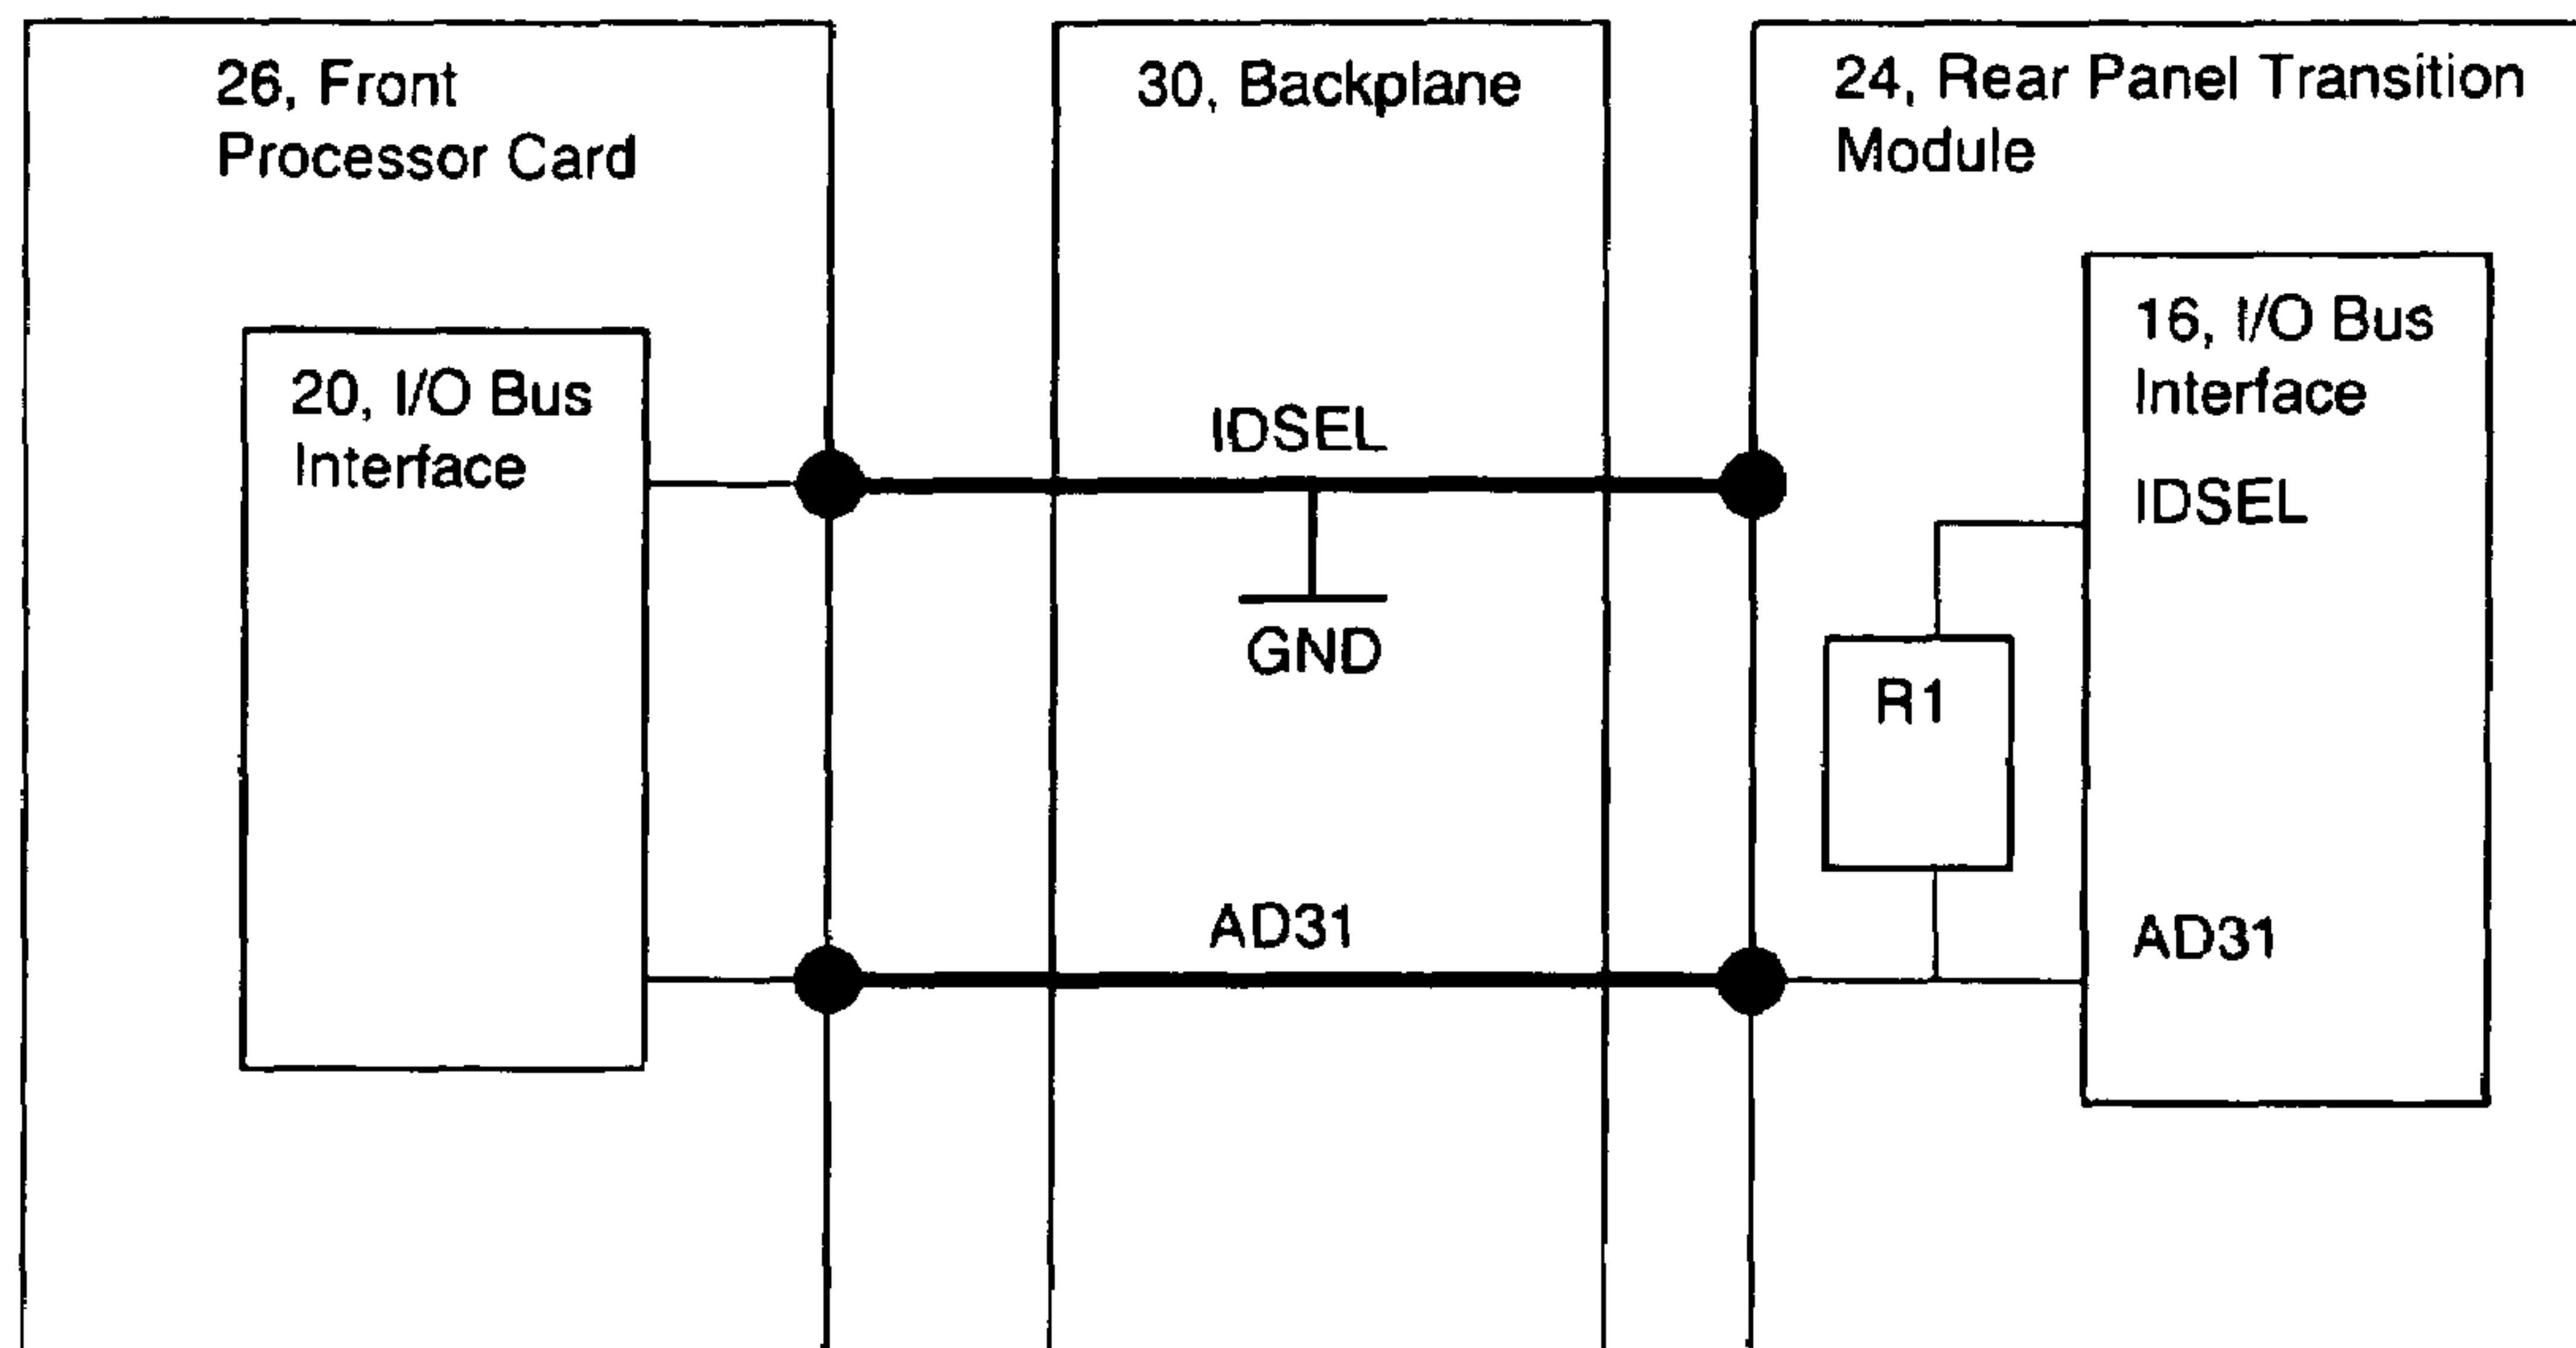 26, Front
Processor Card
30, Backplane
24, Rear Panel Transition
Module
20, I/O Bus
Interface
IDSEL
GND
AD31
16, I/O Bus
Interface
IDSEL
R1
AD31